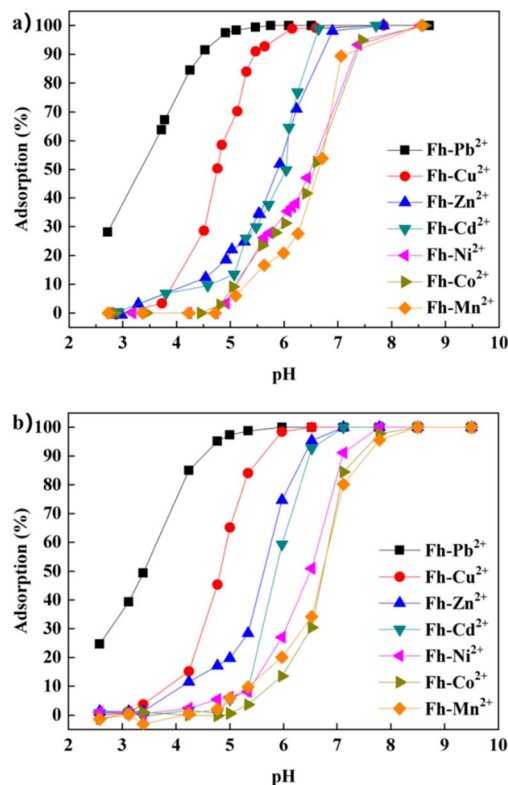 a)
Adsorption (%)
100
90
80
70
60
50
40
30
20
10
0
Fh-Pb²⁺
Fh-Cu²⁺
Fh-Zn²⁺
Fh-Cd²⁺
Fh-Ni²⁺
Fh-Co²⁺
Fh-Mn²⁺
2 3 4 5 6 7 8 9 10
pH
b)
Adsorption (%)
100
90
80
70
60
50
40
30
20
10
0
Fh-Pb²⁺
Fh-Cu²⁺
Fh-Zn²⁺
Fh-Cd²⁺
Fh-Ni²⁺
Fh-Co²⁺
Fh-Mn²⁺
2 3 4 5 6 7 8 9 10
pH